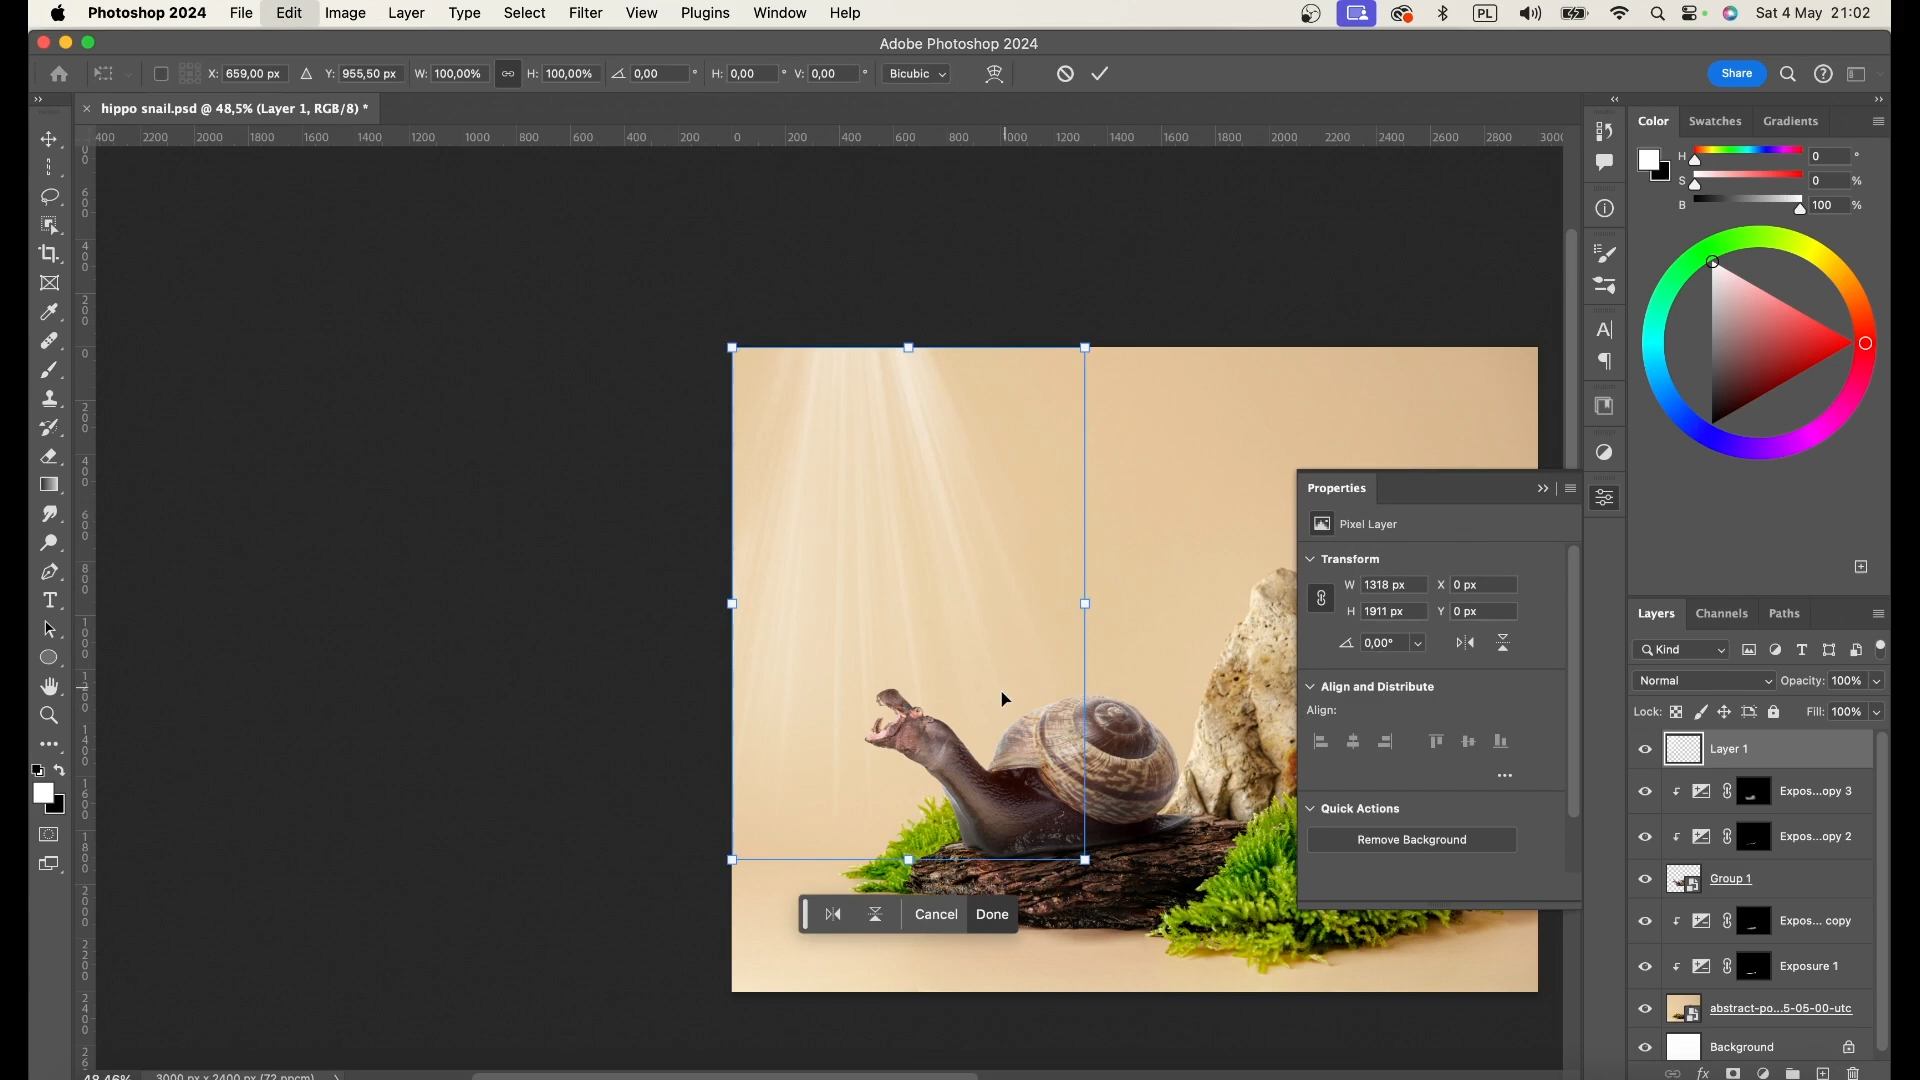 Photoshop 2024 File Edit Image Layer Type Select Filter View Plugins Window Help PL Sat 4 May 21:02
Adobe Photoshop 2024
X: 659,00 px Y: 955,50 px W: 100,00% H: 100,00% 0,00 ° H: 0,00 ° V: 0,00 ° Bicubic Share
× hippo snail.psd @ 48,5% (Layer 1, RGB/8) *
400 2200 2000 1800 1600 1400 1200 1000 800 600 400 200 0 200 400 600 800 1000 1200 1400 1600 1800 2000 2200 2400 2600 2800 3000
Color Swatches Gradients
H 0 °
S 0 %
B 100 %
Properties
Pixel Layer
Transform
W 1318 px X 0 px
H 1911 px Y 0 px
0,00°
Align and Distribute
Align:
Quick Actions
Remove Background
Cancel Done
Layers Channels Paths
Kind
Normal Opacity: 100%
Lock: Fill: 100%
Layer 1
Expos...opy 3
Expos...opy 2
Group 1
Expos... copy
Exposure 1
abstract-po...5-05-00-utc
Background
48,46% 3000 px x 2400 px (72 ppcm)